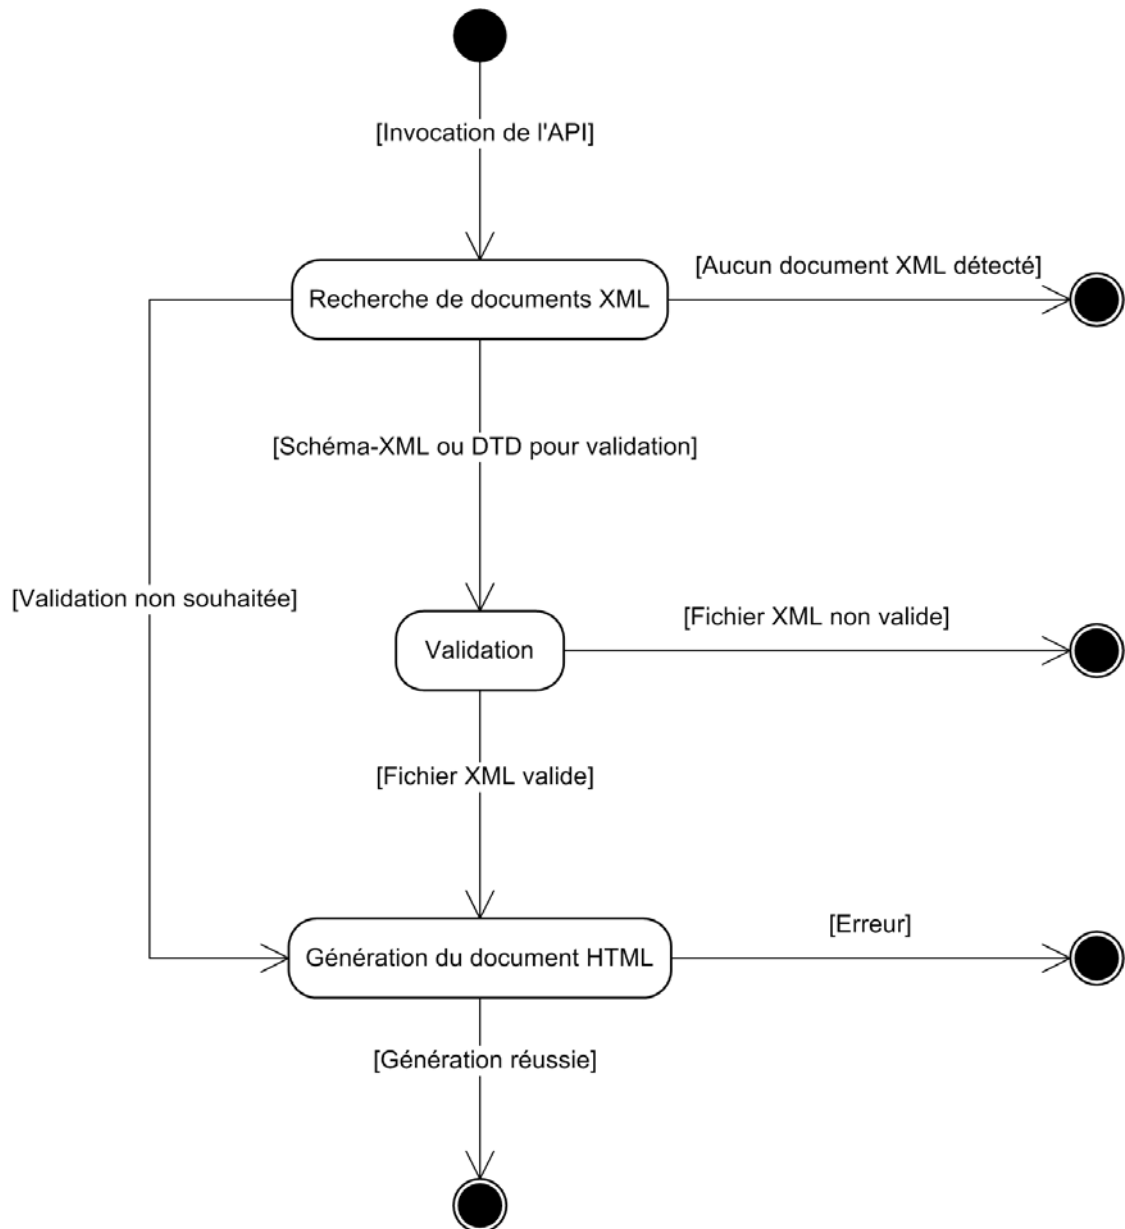 [Invocation de l'API]
[Aucun document XML détecté]
Recherche de documents XML
[Schéma-XML ou DTD pour validation]
[Validation non souhaitée]
[Fichier XML non valide]
Validation
[Fichier XML valide]
[Erreur]
Génération du document HTML
[Génération réussie]